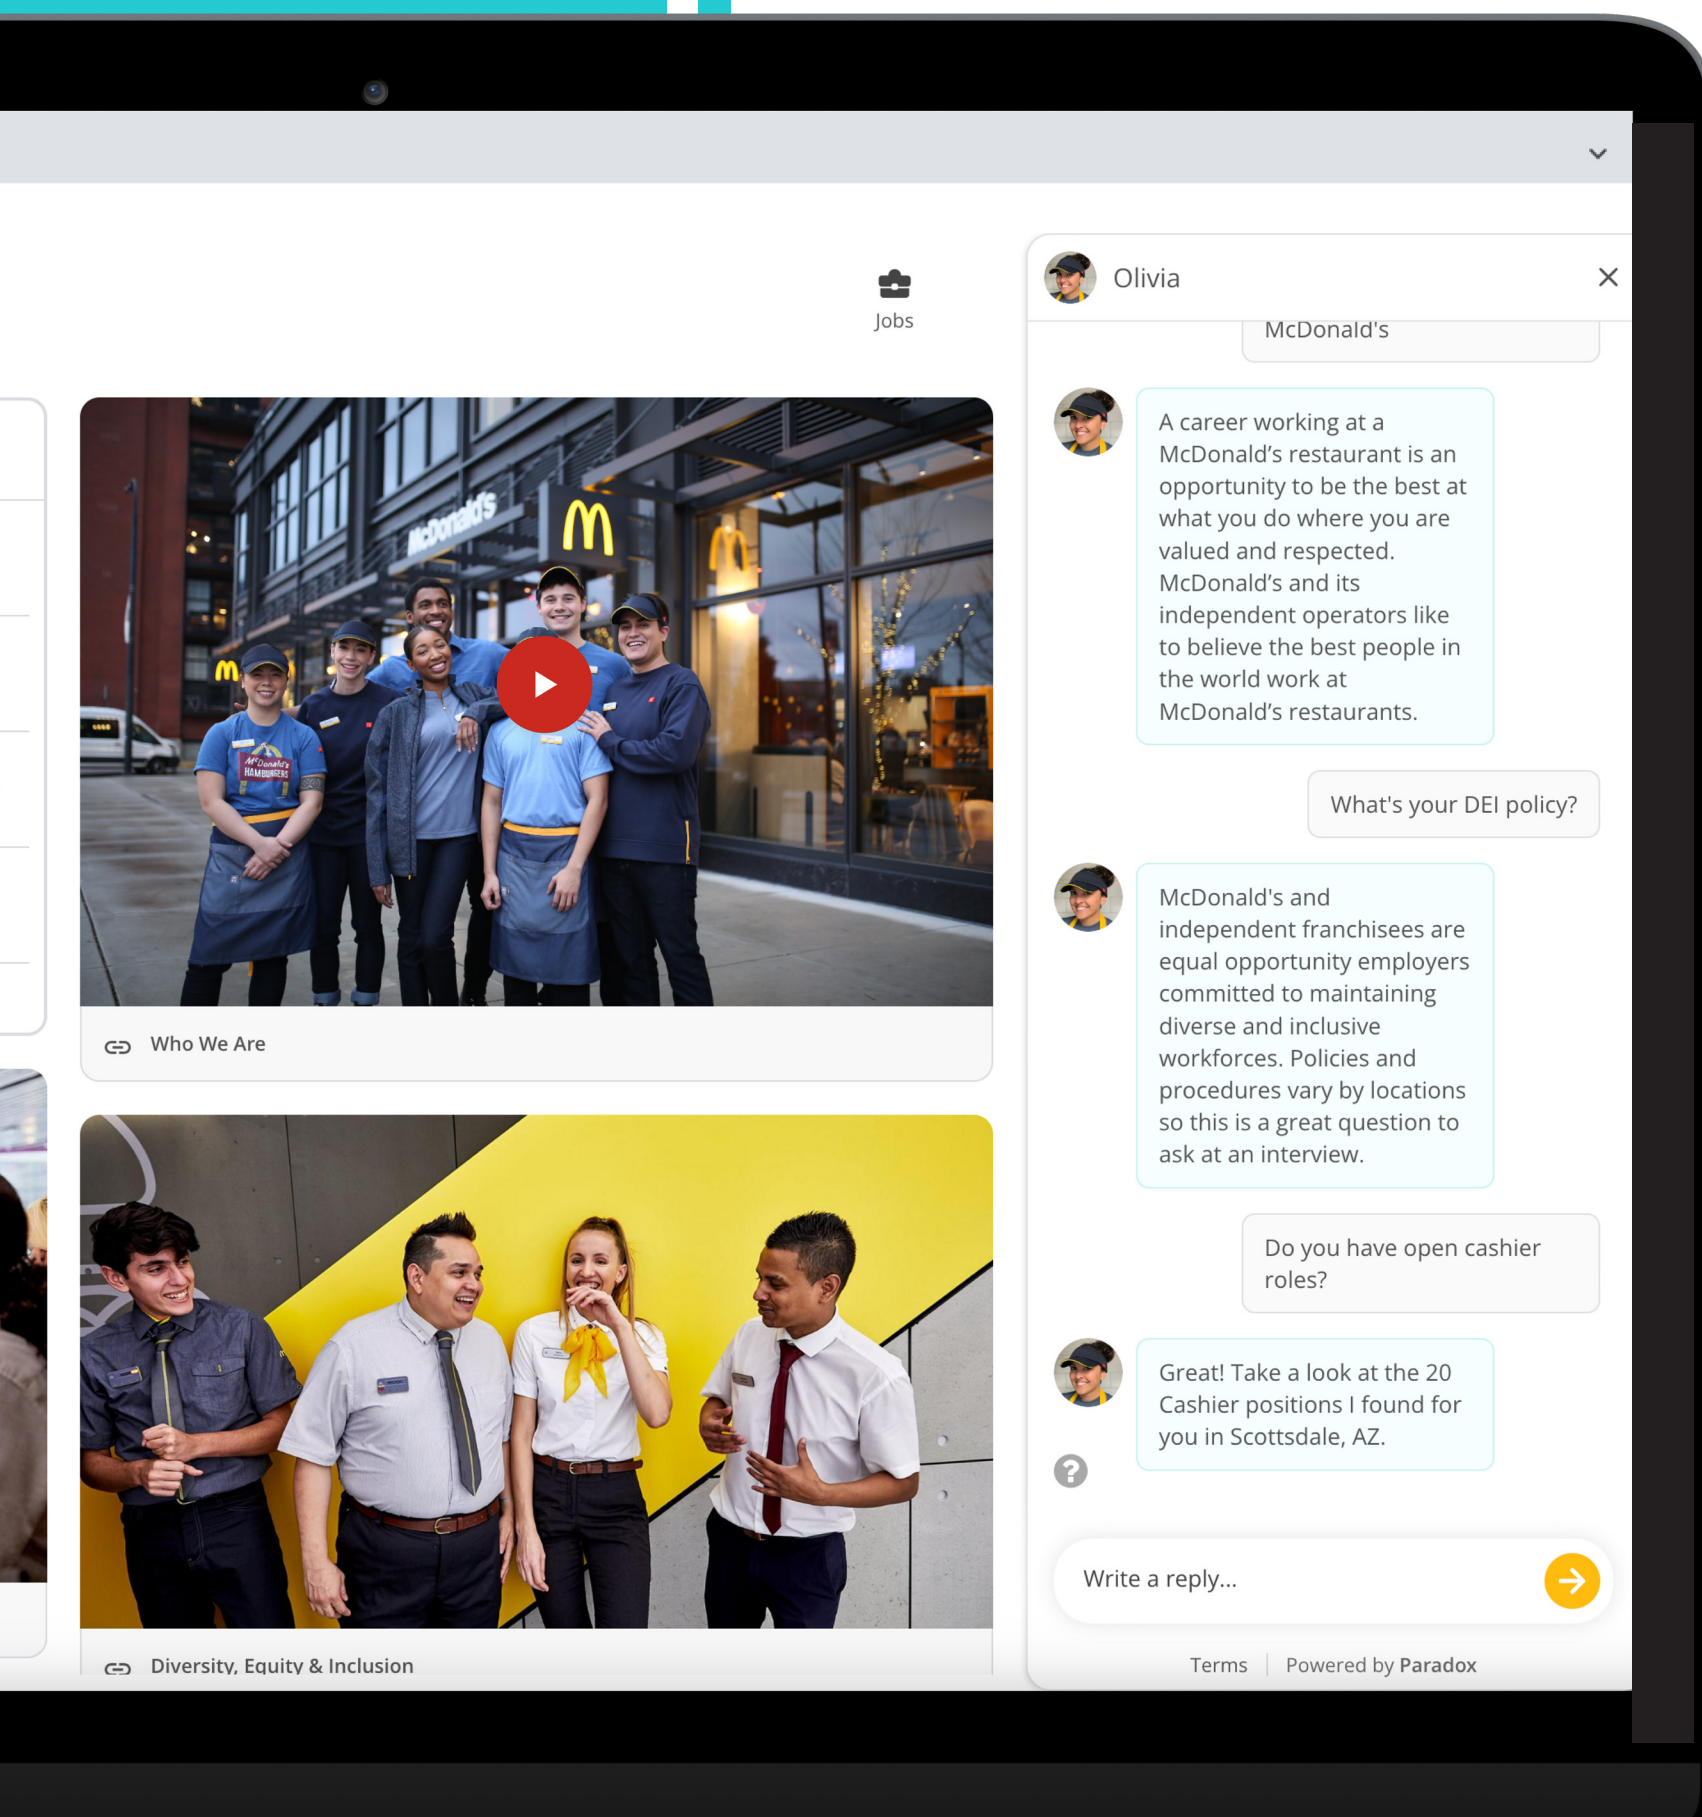 Jobs
McDonald's
M
M
McDonald's
HAMBURGERS
Who We Are
Diversity, Equity & Inclusion
Olivia
McDonald's
A career working at a
McDonald’s restaurant is an
opportunity to be the best at
what you do where you are
valued and respected.
McDonald’s and its
independent operators like
to believe the best people in
the world work at
McDonald’s restaurants.
What's your DEI policy?
McDonald's and
independent franchisees are
equal opportunity employers
committed to maintaining
diverse and inclusive
workforces. Policies and
procedures vary by locations
so this is a great question to
ask at an interview.
Do you have open cashier
roles?
Great! Take a look at the 20
Cashier positions I found for
you in Scottsdale, AZ.
?
Write a reply...
Terms | Powered by Paradox